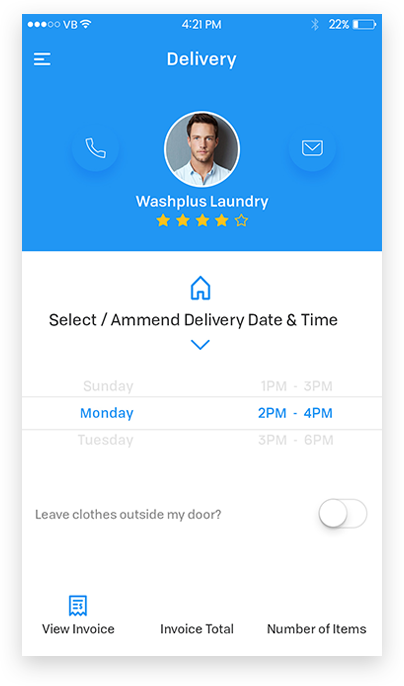 VB 4:21 PM 22%
Delivery
Washplus Laundry
Select / Ammend Delivery Date & Time
Sunday 1PM - 3PM
Monday 2PM - 4PM
Tuesday 3PM - 6PM
Leave clothes outside my door?
View Invoice Invoice Total Number of Items